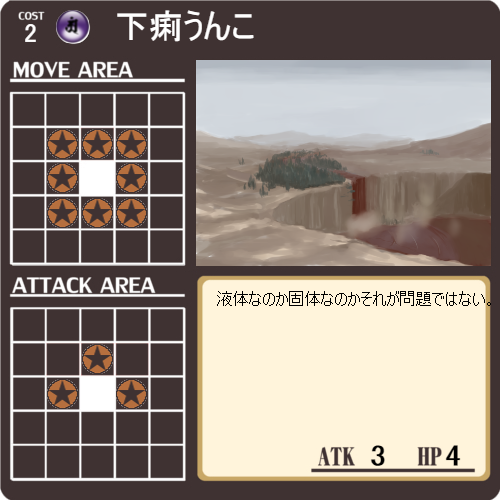 COST
2
下痢うんこ
MOVE AREA
ATTACK AREA
液体なのか固体なのかそれが問題ではない。
ATK 3 HP 4